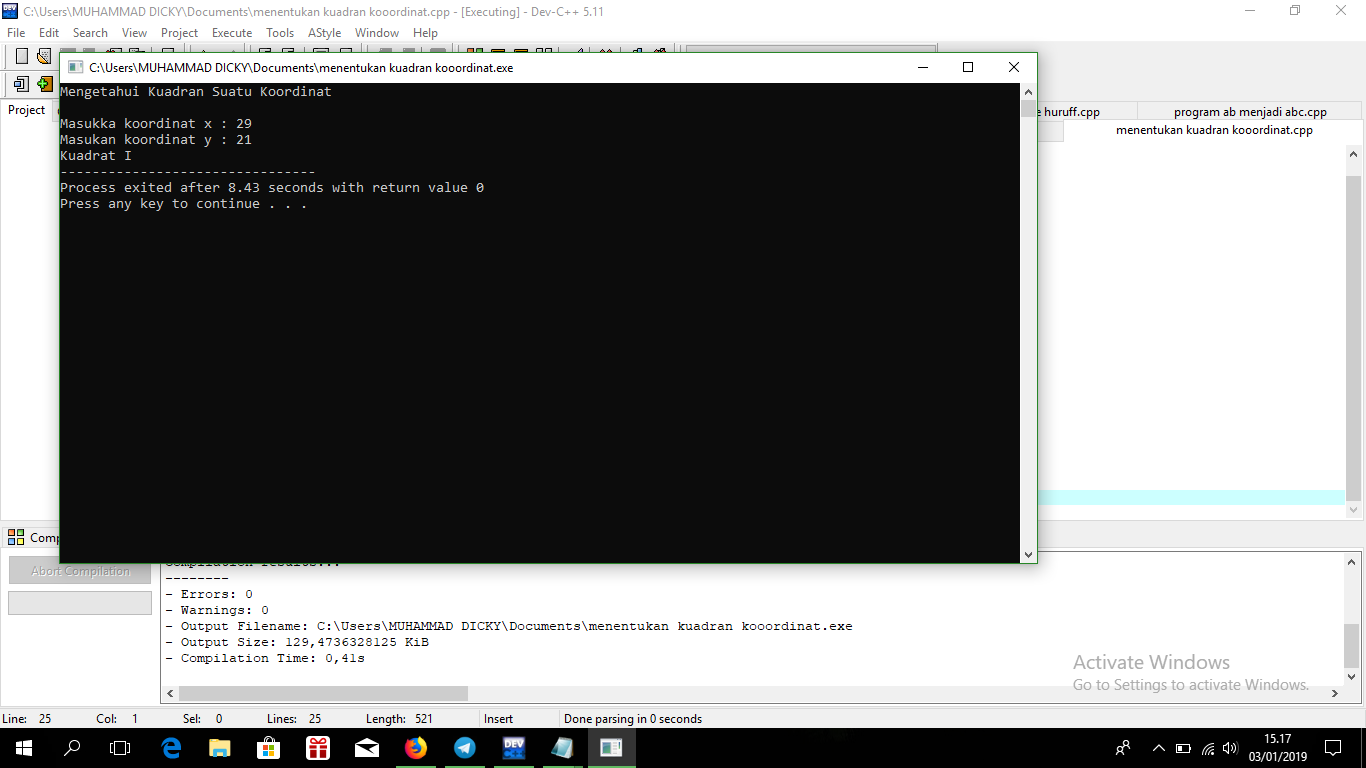 C:\Users\MUHAMMAD DICKY\Documents\menentukan kuadran kooordinat.cpp - [Executing] - Dev-C++ 5.11
File Edit Search View Project Execute Tools AStyle Window Help
C:\Users\MUHAMMAD DICKY\Documents\menentukan kuadran kooordinat.exe
Project
huruff.cpp
program ab menjadi abc.cpp
menentukan kuadran kooordinat.cpp
Mengetahui Kuadran Suatu Koordinat
Masukka koordinat x : 29
Masukan koordinat y : 21
Kuadrat I
--------------------------------
Process exited after 8.43 seconds with return value 0
Press any key to continue . . .
Abort Compilation
Compilation results...
--------
- Errors: 0
- Warnings: 0
- Output Filename: C:\Users\MUHAMMAD DICKY\Documents\menentukan kuadran kooordinat.exe
- Output Size: 129,4736328125 KiB
- Compilation Time: 0,41s
Activate Windows
Go to Settings to activate Windows.
Line: 25 Col: 1 Sel: 0 Lines: 25 Length: 521 Insert Done parsing in 0 seconds
DEV
15.17
03/01/2019